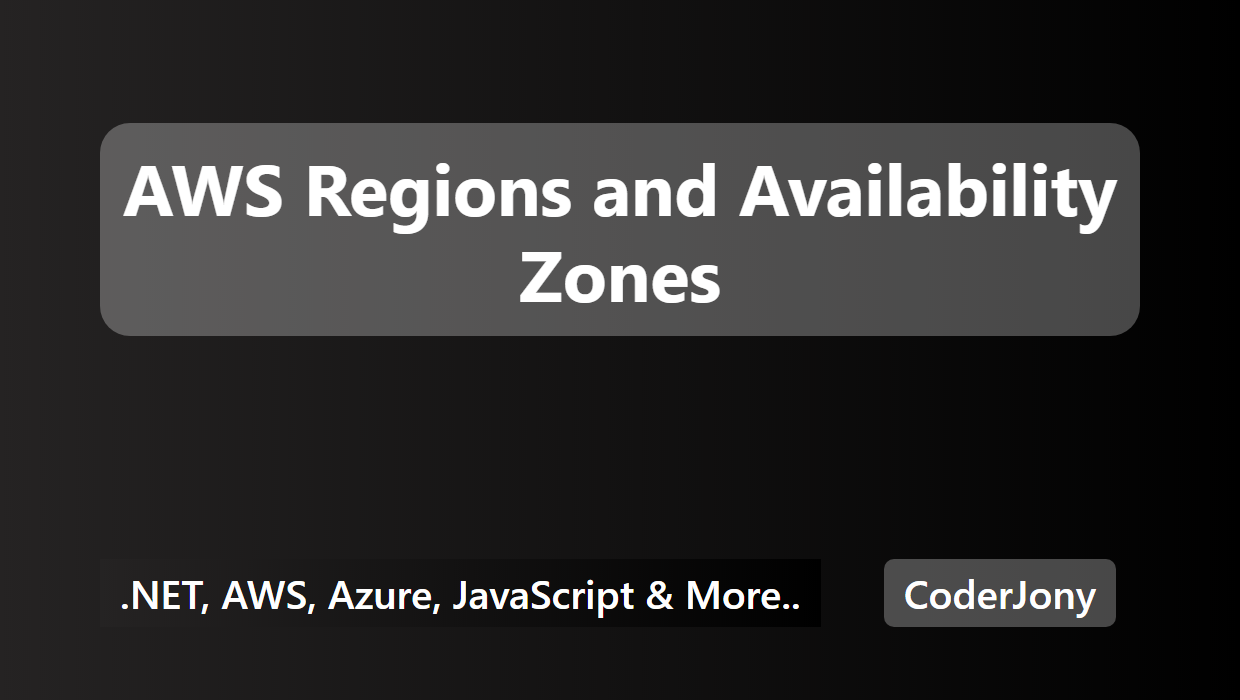 AWS Regions and Availability
Zones
.NET, AWS, Azure, JavaScript & More..
CoderJony